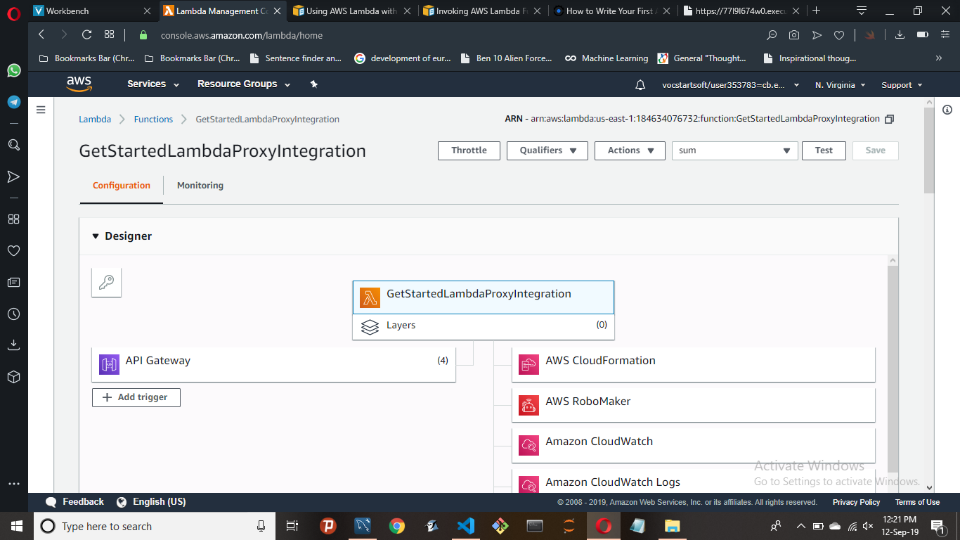 Workbench
Lambda Management C
Using AWS Lambda with
Invoking AWS Lambda F
How to Write Your First
https://77l9l674w0.exec
console.aws.amazon.com/lambda/home
Bookmarks Bar (Chr...
Bookmarks Bar (Chr...
Sentence finder an...
development of eur...
Ben 10 Alien Force...
Machine Learning
General "Thought...
Inspirational thoug...
aws
Services
Resource Groups
vocstartsoft/user353783=cb.e...
N. Virginia
Support
Lambda
Functions
GetStartedLambdaProxyIntegration
ARN - arn:aws:lambda:us-east-1:184634076732:function:GetStartedLambdaProxyIntegration
GetStartedLambdaProxyIntegration
Throttle
Qualifiers
Actions
sum
Test
Save
Configuration
Monitoring
Designer
GetStartedLambdaProxyIntegration
Layers
(0)
API Gateway
(4)
AWS CloudFormation
Add trigger
AWS RoboMaker
Amazon CloudWatch
Activate Windows
Amazon CloudWatch Logs
Go to Settings to activate Windows.
Feedback
English (US)
© 2008 - 2019, Amazon Web Services, Inc. or its affiliates. All rights reserved.
Privacy Policy
Terms of Use
Type here to search
12:21 PM
12-Sep-19